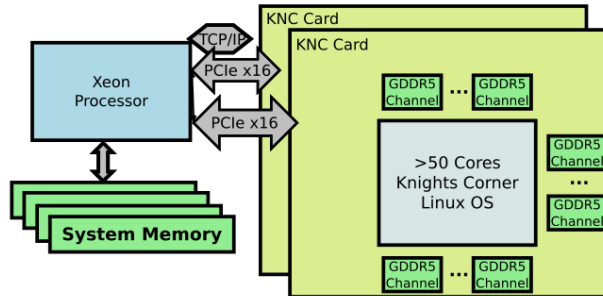 KNC Card
TCP/IP
KNC Card
Xeon
Processor
PCIe x16
PCIe x16
GDDR5
Channel
...
GDDR5
Channel
>50 Cores
Knights Corner
Linux OS
GDDR5
Channel
...
GDDR5
Channel
System Memory
GDDR5
Channel
...
GDDR5
Channel